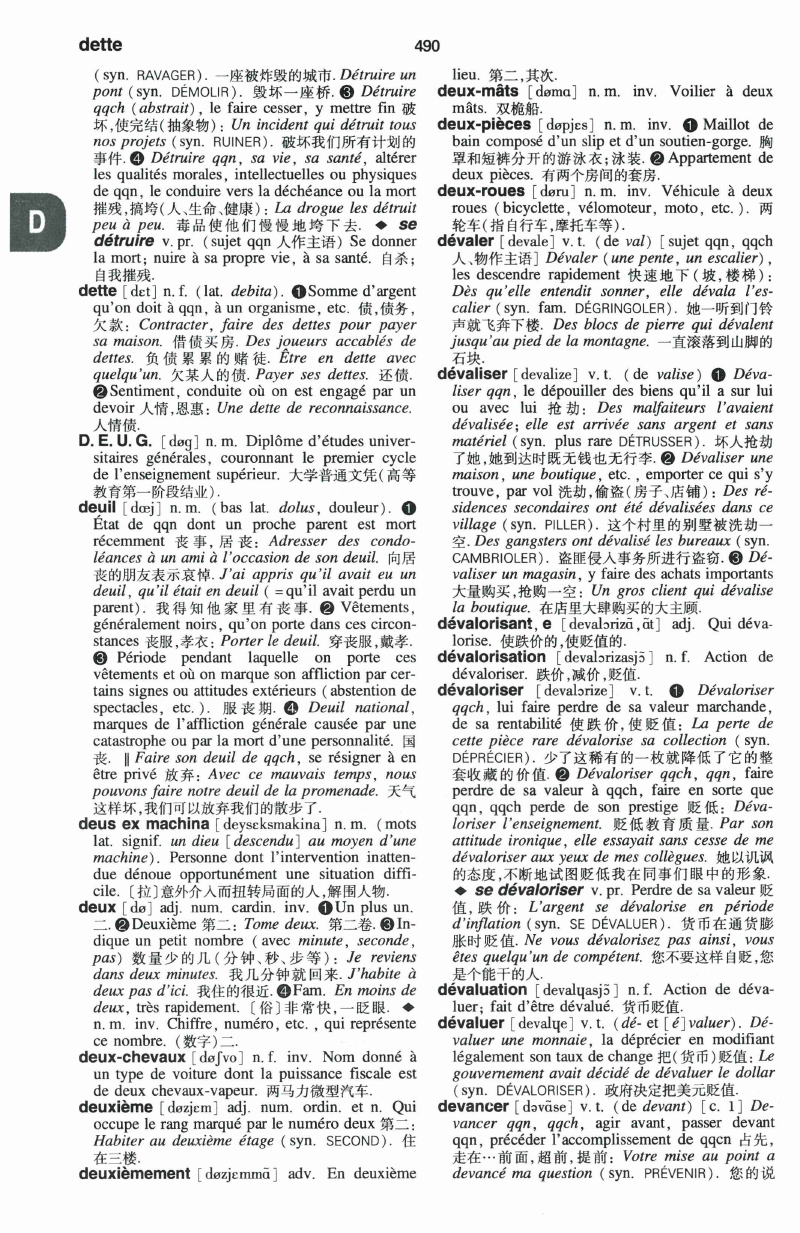 dette
490
(syn. RAVAGER). 一座被炸毁的城市. Détruire un
pont (syn. DÉMOLIR). 毁坏一座桥. ❸ Détruire
qqch (abstrait), le faire cesser, y mettre fin 破
坏,使完结(抽象物): Un incident qui détruit tous
nos projets (syn. RUINER). 破坏我们所有计划的
事件. ❹ Détruire qqn, sa vie, sa santé, altérer
les qualités morales, intellectuelles ou physiques
de qqn, le conduire vers la déchéance ou la mort
摧残,搞垮(人、生命、健康): La drogue les détruit
peu à peu. 毒品使他们慢慢地垮下去. ◆ se
détruire v. pr. (sujet qqn 人作主语) Se donner
la mort; nuire à sa propre vie, à sa santé. 自杀;
自我摧残.
dette [dɛt] n. f. (lat. debita). ❶Somme d'argent
qu'on doit à qqn, à un organisme, etc. 债,债务,
欠款: Contracter, faire des dettes pour payer
sa maison. 借债买房. Des joueurs accablés de
dettes. 负债累累的赌徒. Être en dette avec
quelqu'un. 欠某人的债. Payer ses dettes. 还债.
❷Sentiment, conduite où on est engagé par un
devoir 人情,恩惠: Une dette de reconnaissance.
人情债.
D. E. U. G. [døg] n. m. Diplôme d'études univer-
sitaires générales, couronnant le premier cycle
de l'enseignement supérieur. 大学普通文凭(高等
教育第一阶段结业).
deuil [dœj] n. m. (bas lat. dolus, douleur). ❶
État de qqn dont un proche parent est mort
récemment 丧事,居丧: Adresser des condo-
léances à un ami à l'occasion de son deuil. 向居
丧的朋友表示哀悼. J'ai appris qu'il avait eu un
deuil, qu'il était en deuil (=qu'il avait perdu un
parent). 我得知他家里有丧事. ❷ Vêtements,
généralement noirs, qu'on porte dans ces circon-
stances 丧服,孝衣: Porter le deuil. 穿丧服,戴孝.
❸ Période pendant laquelle on porte ces
vêtements et où on marque son affliction par cer-
tains signes ou attitudes extérieurs (abstention de
spectacles, etc.). 服丧期. ❹ Deuil national,
marques de l'affliction générale causée par une
catastrophe ou par la mort d'une personnalité. 国
丧. ‖ Faire son deuil de qqch, se résigner à en
être privé 放弃: Avec ce mauvais temps, nous
pouvons faire notre deuil de la promenade. 天气
这样坏,我们可以放弃我们的散步了.
deus ex machina [deysɛksmakina] n. m. (mots
lat. signif. un dieu [descendu] au moyen d'une
machine). Personne dont l'intervention inatten-
due dénoue opportunément une situation diffi-
cile. [拉]意外介入而扭转局面的人,解围人物.
deux [dø] adj. num. cardin. inv. ❶Un plus un.
二. ❷Deuxième 第二: Tome deux. 第二卷. ❸In-
dique un petit nombre (avec minute, seconde,
pas) 数量少的几(分钟、秒、步等): Je reviens
dans deux minutes. 我几分钟就回来. J'habite à
deux pas d'ici. 我住的很近. ❹Fam. En moins de
deux, très rapidement. [俗]非常快,一眨眼. ◆
n. m. inv. Chiffre, numéro, etc., qui représente
ce nombre. (数字)二.
deux-chevaux [døʃvo] n. f. inv. Nom donné à
un type de voiture dont la puissance fiscale est
de deux chevaux-vapeur. 两马力微型汽车.
deuxième [døzjɛm] adj. num. ordin. et n. Qui
occupe le rang marqué par le numéro deux 第二:
Habiter au deuxième étage (syn. SECOND). 住
在三楼.
deuxièmement [døzjɛmmɑ̃] adv. En deuxième
D
lieu. 第二,其次.
deux-mâts [dømɑ] n. m. inv. Voilier à deux
mâts. 双桅船.
deux-pièces [døpjɛs] n. m. inv. ❶ Maillot de
bain composé d'un slip et d'un soutien-gorge. 胸
罩和短裤分开的游泳衣;泳装. ❷ Appartement de
deux pièces. 有两个房间的套房.
deux-roues [døru] n. m. inv. Véhicule à deux
roues (bicyclette, vélomoteur, moto, etc.). 两
轮车(指自行车,摩托车等).
dévaler [devale] v. t. (de val) [sujet qqn, qqch
人、物作主语] Dévaler (une pente, un escalier),
les descendre rapidement 快速地下(坡,楼梯):
Dès qu'elle entendit sonner, elle dévala l'es-
calier (syn. fam. DÉGRINGOLER). 她一听到门铃
声就飞奔下楼. Des blocs de pierre qui dévalent
jusqu'au pied de la montagne. 一直滚落到山脚的
石块.
dévaliser [devalize] v. t. (de valise) ❶ Déva-
liser qqn, le dépouiller des biens qu'il a sur lui
ou avec lui 抢劫: Des malfaiteurs l'avaient
dévalisée; elle est arrivée sans argent et sans
matériel (syn. plus rare DÉTRUSSER). 坏人抢劫
了她,她到达时既无钱也无行李. ❷ Dévaliser une
maison, une boutique, etc., emporter ce qui s'y
trouve, par vol 洗劫,偷盗(房子、店铺): Des ré-
sidences secondaires ont été dévalisées dans ce
village (syn. PILLER). 这个村里的别墅被洗劫一
空. Des gangsters ont dévalisé les bureaux (syn.
CAMBRIOLER). 盗匪侵入事务所进行盗窃. ❸ Dé-
valiser un magasin, y faire des achats importants
大量购买,抢购一空: Un gros client qui dévalise
la boutique. 在店里大肆购买的大主顾.
dévalorisant, e [devalɔrizɑ̃,ɑ̃t] adj. Qui déva-
lorise. 使跌价的,使贬值的.
dévalorisation [devalɔrizasjɔ̃] n. f. Action de
dévaloriser. 跌价,减价,贬值.
dévaloriser [devalɔrize] v. t. ❶ Dévaloriser
qqch, lui faire perdre de sa valeur marchande,
de sa rentabilité 使跌价,使贬值: La perte de
cette pièce rare dévalorise sa collection (syn.
DÉPRÉCIER). 少了这稀有的一枚就降低了它的整
套收藏的价值. ❷ Dévaloriser qqch, qqn, faire
perdre de sa valeur à qqch, faire en sorte que
qqn, qqch perde de son prestige 贬低: Déva-
loriser l'enseignement. 贬低教育质量. Par son
attitude ironique, elle essayait sans cesse de me
dévaloriser aux yeux de mes collègues. 她以讥讽
的态度,不断地试图贬低我在同事们眼中的形象.
◆ se dévaloriser v. pr. Perdre de sa valeur 贬
值,跌价: L'argent se dévalorise en période
d'inflation (syn. SE DÉVALUER). 货币在通货膨
胀时贬值. Ne vous dévalorisez pas ainsi, vous
êtes quelqu'un de compétent. 您不要这样自贬,您
是个能干的人.
dévaluation [devalɥasjɔ̃] n. f. Action de déva-
luer; fait d'être dévalué. 货币贬值.
dévaluer [devalɥe] v. t. (dé- et [é]valuer). Dé-
valuer une monnaie, la déprécier en modifiant
légalement son taux de change 把(货币)贬值: Le
gouvernement avait décidé de dévaluer le dollar
(syn. DÉVALORISER). 政府决定把美元贬值.
devancer [dəvɑ̃se] v. t. (de devant) [c. 1] De-
vancer qqn, qqch, agir avant, passer devant
qqn, précéder l'accomplissement de qqcn 占先,
走在…前面,超前,提前: Votre mise au point a
devancé ma question (syn. PRÉVENIR). 您的说